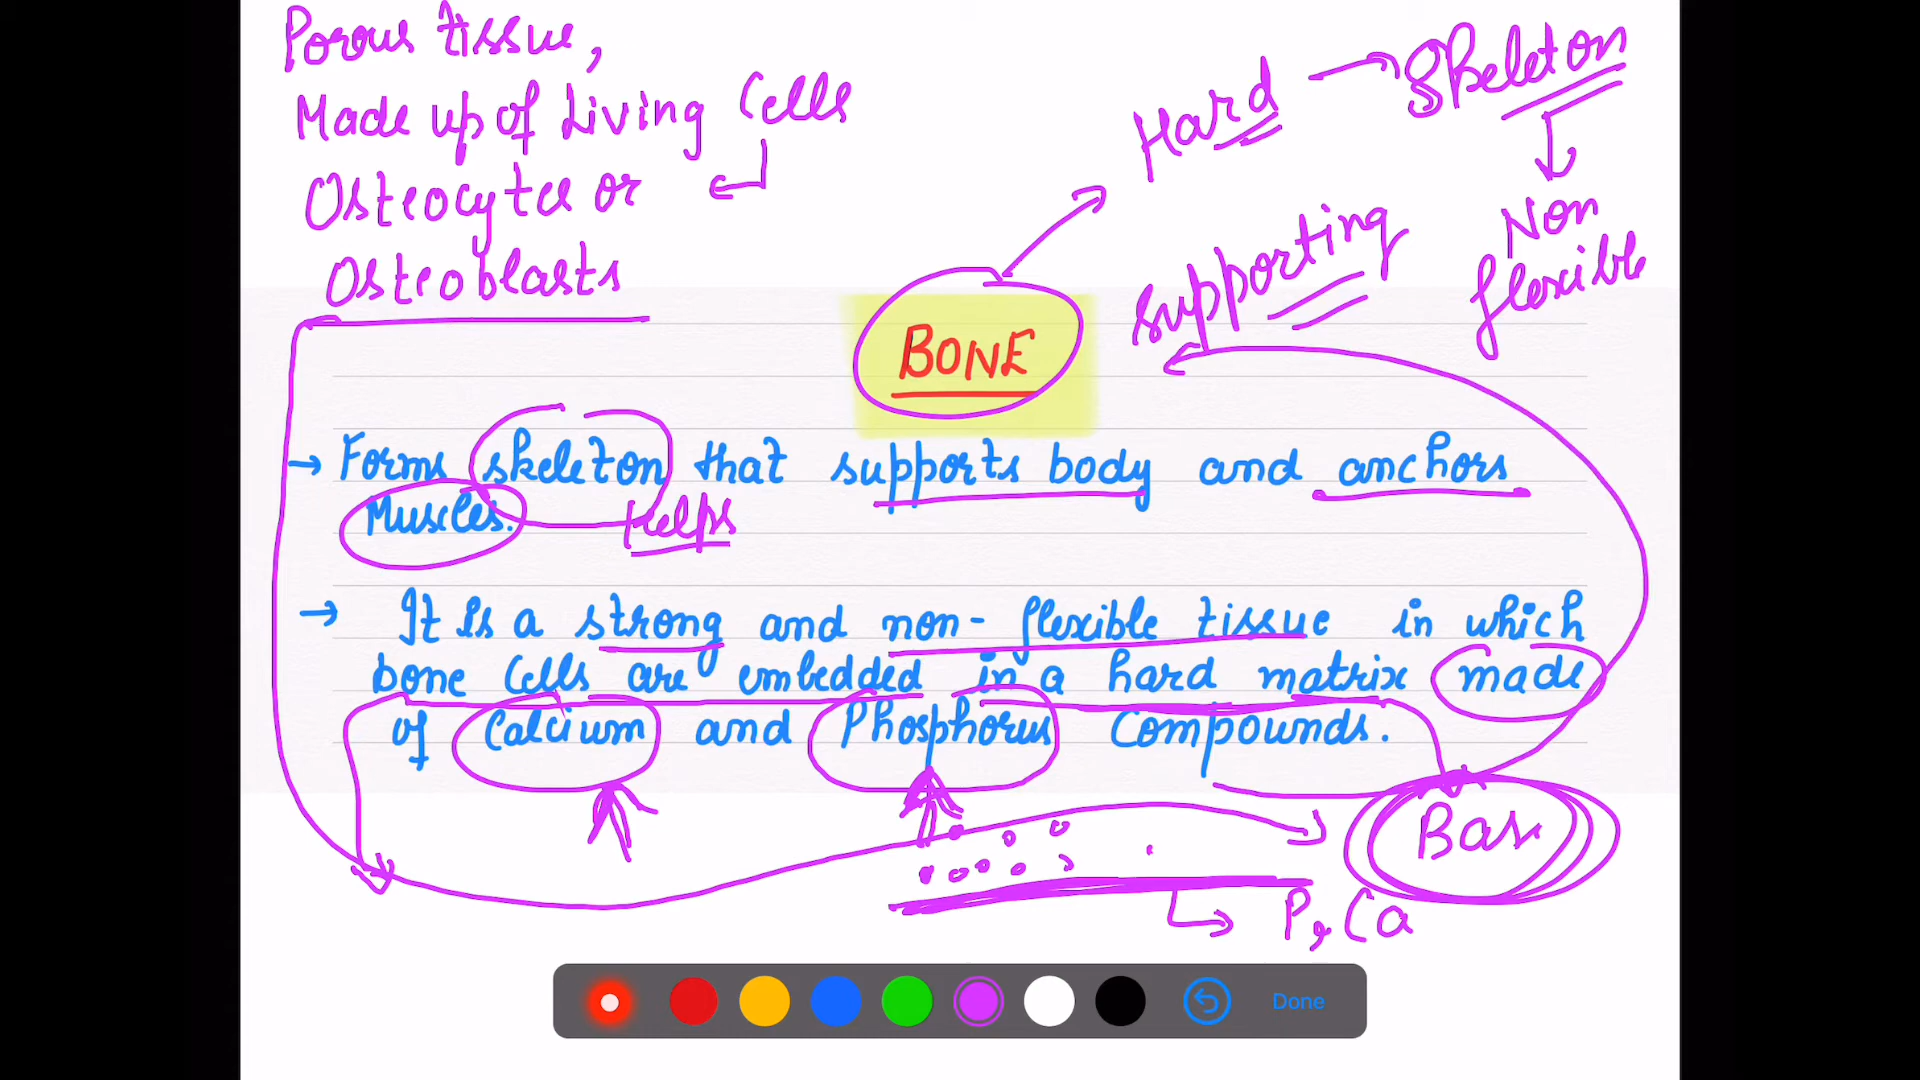 Porous tissue,
Made up of Living Cells
Osteocytes or
Osteoblasts
Hard → Skeleton
Non
flexible
supporting
BONE
→ Forms skeleton that supports body and anchors
Muscles.
Helps
→ It is a strong and non-flexible tissue in which
bone cells are embedded in a hard matrix made
of Calcium and Phosphorus Compounds.
P, Ca
Done